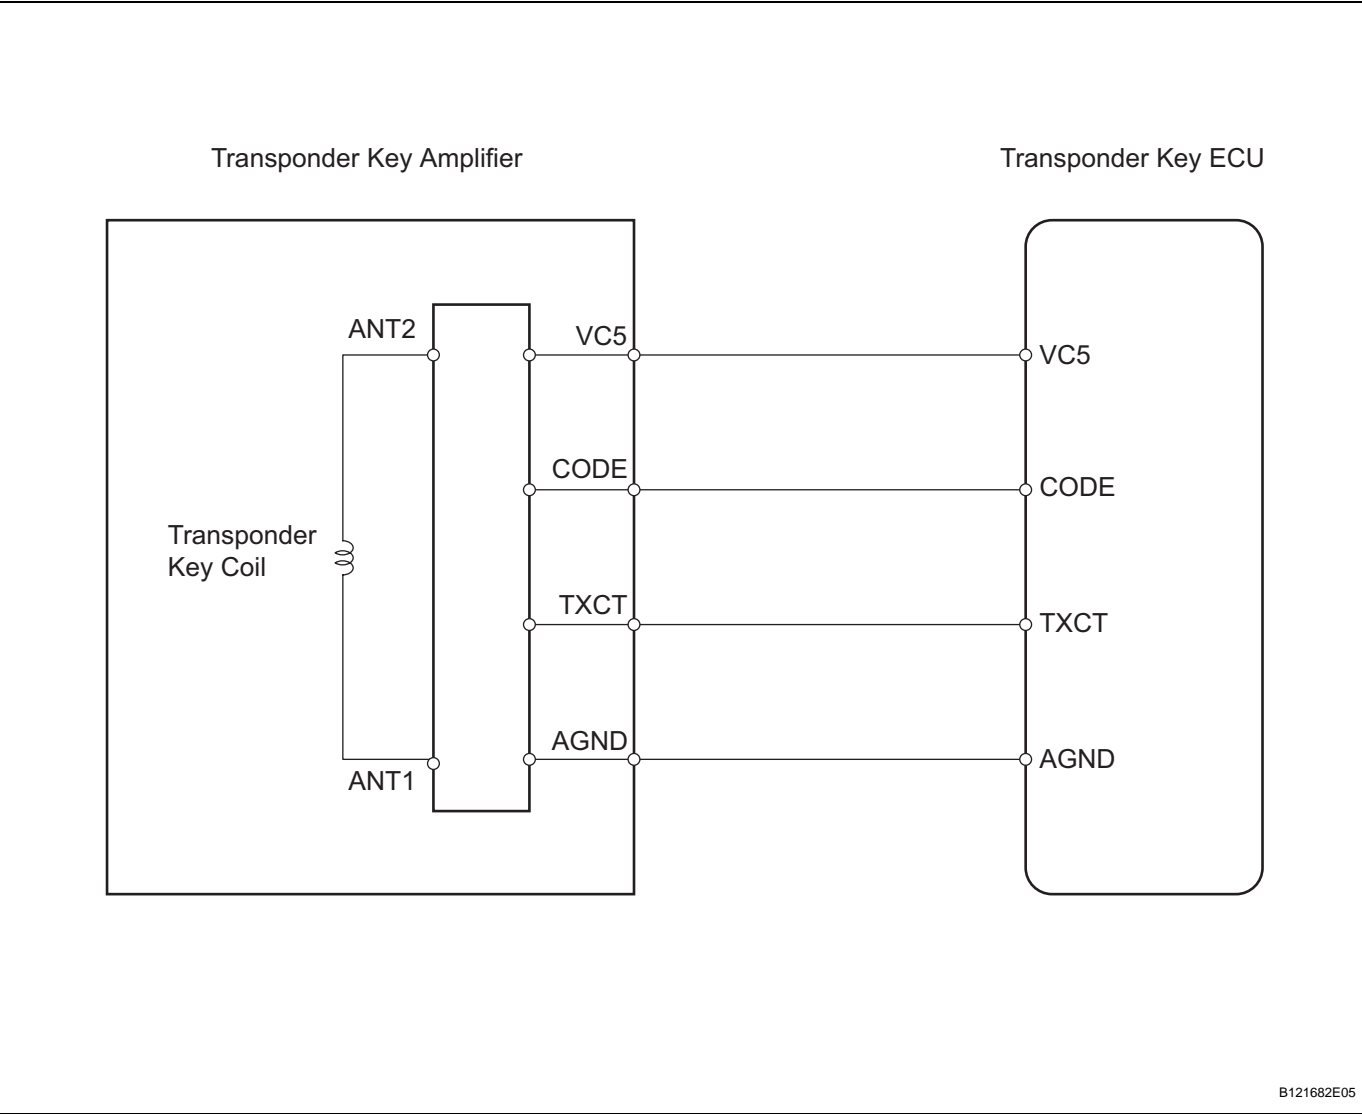 Transponder Key Amplifier
Transponder Key ECU
ANT2
VC5
VC5
CODE
CODE
Transponder
Key Coil
TXCT
TXCT
AGND
AGND
ANT1
B121682E05